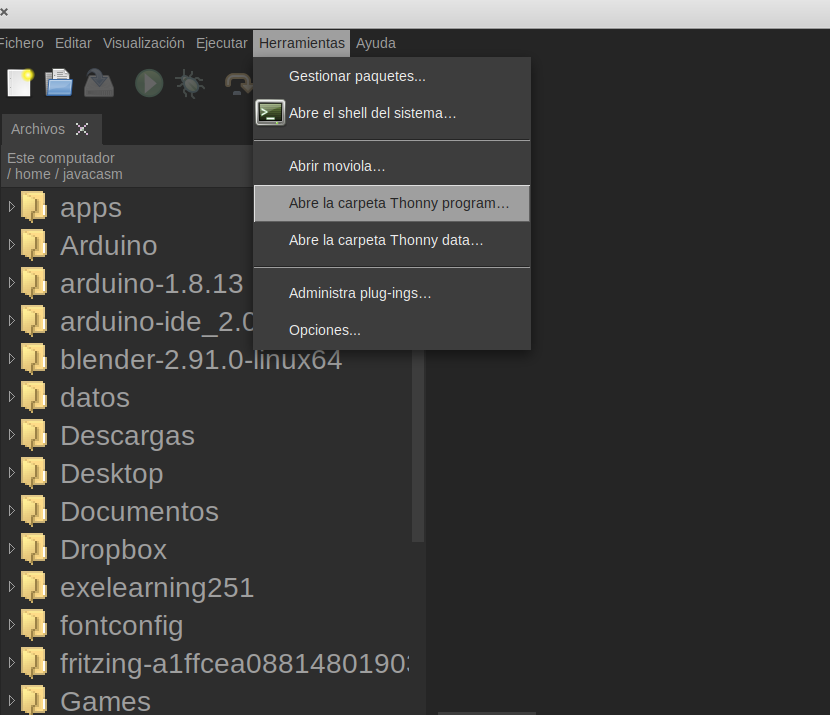 Fichero Editar Visualización Ejecutar Herramientas Ayuda
Gestionar paquetes...
Abre el shell del sistema...
Abrir moviola...
Abre la carpeta Thonny program...
Abre la carpeta Thonny data...
Administra plug-ings...
Opciones...
Archivos
Este computador
/ home / javacasm
apps
Arduino
arduino-1.8.13
arduino-ide_2.0
blender-2.91.0-linux64
datos
Descargas
Desktop
Documentos
Dropbox
exelearning251
fontconfig
fritzing-a1ffcea08814801903
Games